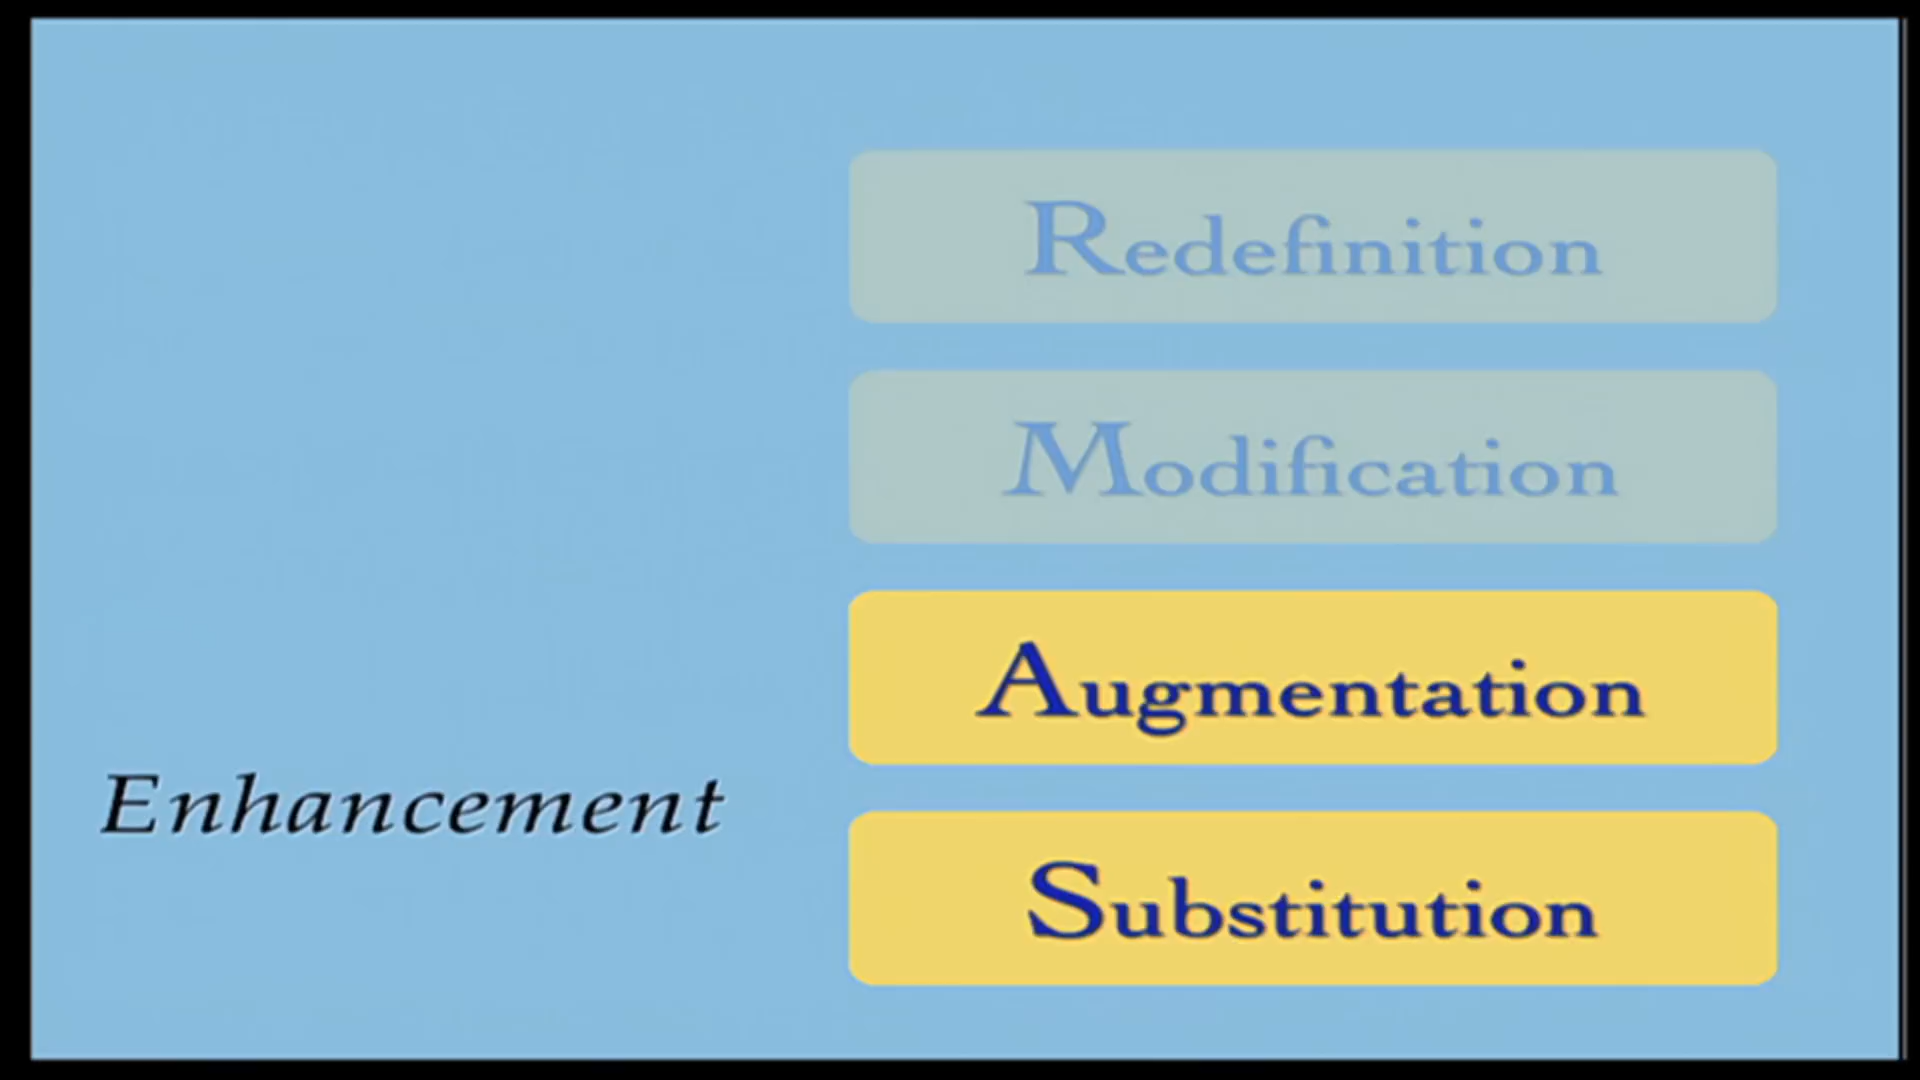 Redefinition
Modification
Augmentation
Enhancement
Substitution